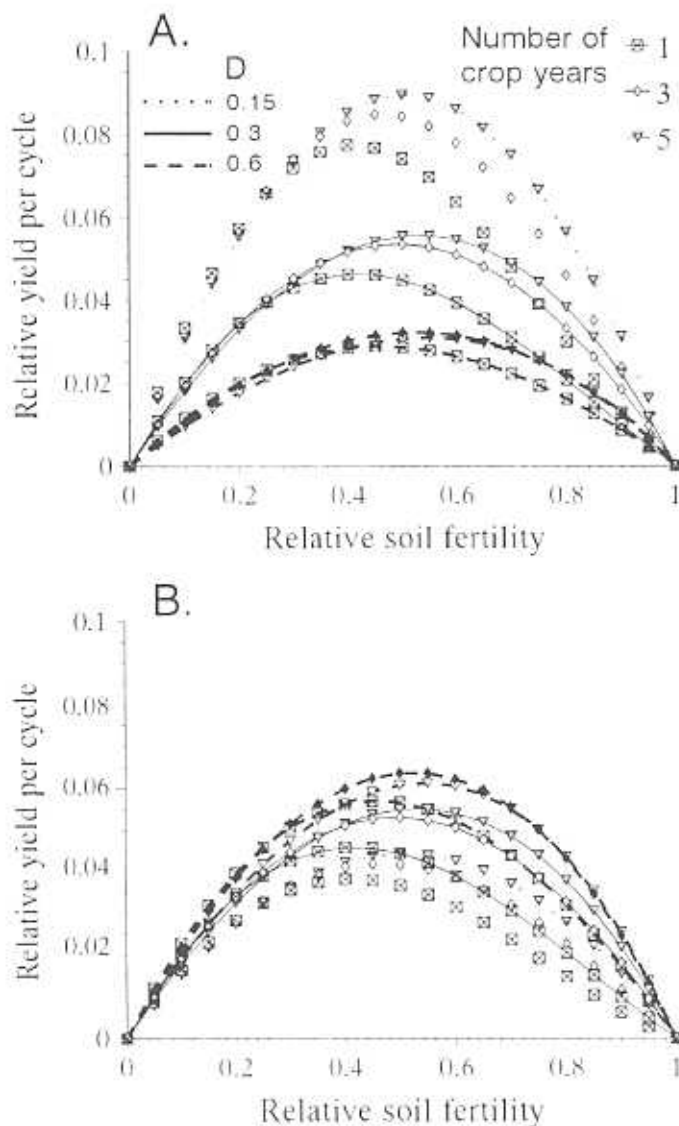 A.
Number of
crop years
1
3
5
D
0.15
0 3
0.6
0.1
0.08
0.06
0.04
0.02
0
Relative yield per cycle
0 0.2 0.4 0.6 0.8 1
Relative soil fertility
B.
0.1
0.08
0.06
0.04
0.02
0
Relative yield per cycle
0 0.2 0.4 0.6 0.8 1
Relative soil fertility